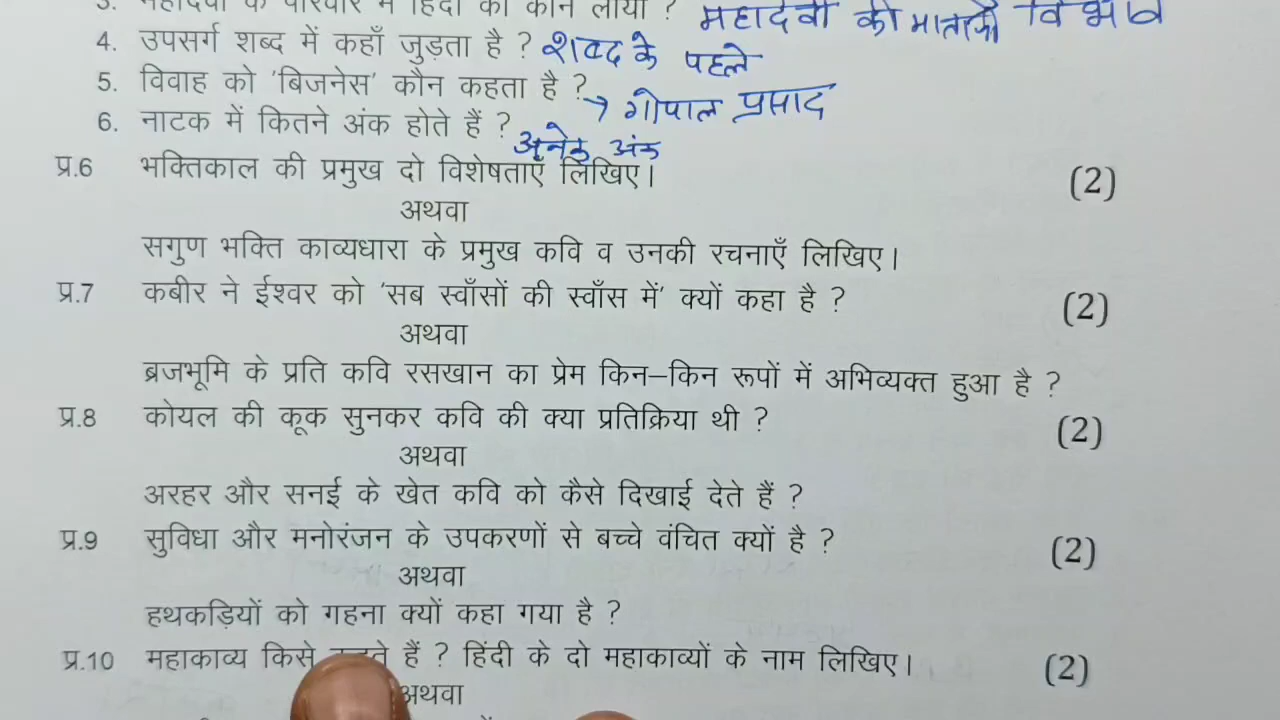 3. महादेवी के परिवार में हिंदी को कौन लाया ? महादेवी की माताकी
4. उपसर्ग शब्द में कहाँ जुड़ता है ? शब्द के पहले
5. विवाह को 'बिजनेस' कौन कहता है ? → गोपाल प्रसाद
6. नाटक में कितने अंक होते हैं ? अनेक अंक
प्र.6 भक्तिकाल की प्रमुख दो विशेषताएँ लिखिए। (2)
अथवा
सगुण भक्ति काव्यधारा के प्रमुख कवि व उनकी रचनाएँ लिखिए।
प्र.7 कबीर ने ईश्वर को 'सब स्वाँसों की स्वाँस में' क्यों कहा है ? (2)
अथवा
ब्रजभूमि के प्रति कवि रसखान का प्रेम किन–किन रूपों में अभिव्यक्त हुआ है ?
प्र.8 कोयल की कूक सुनकर कवि की क्या प्रतिक्रिया थी ? (2)
अथवा
अरहर और सनई के खेत कवि को कैसे दिखाई देते हैं ?
प्र.9 सुविधा और मनोरंजन के उपकरणों से बच्चे वंचित क्यों है ? (2)
अथवा
हथकड़ियों को गहना क्यों कहा गया है ?
प्र.10 महाकाव्य किसे कहते हैं ? हिंदी के दो महाकाव्यों के नाम लिखिए। (2)
अथवा